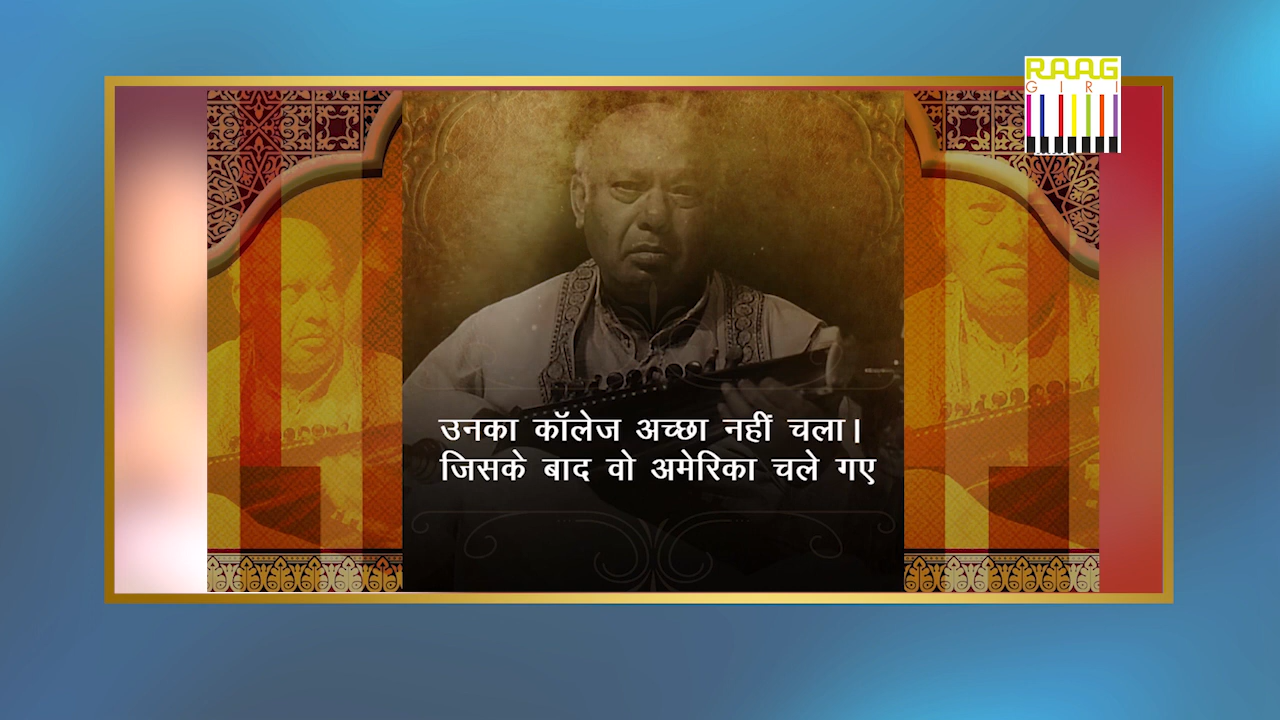 RAAG
GIRI
उनका कॉलेज अच्छा नहीं चला।
जिसके बाद वो अमेरिका चले गए